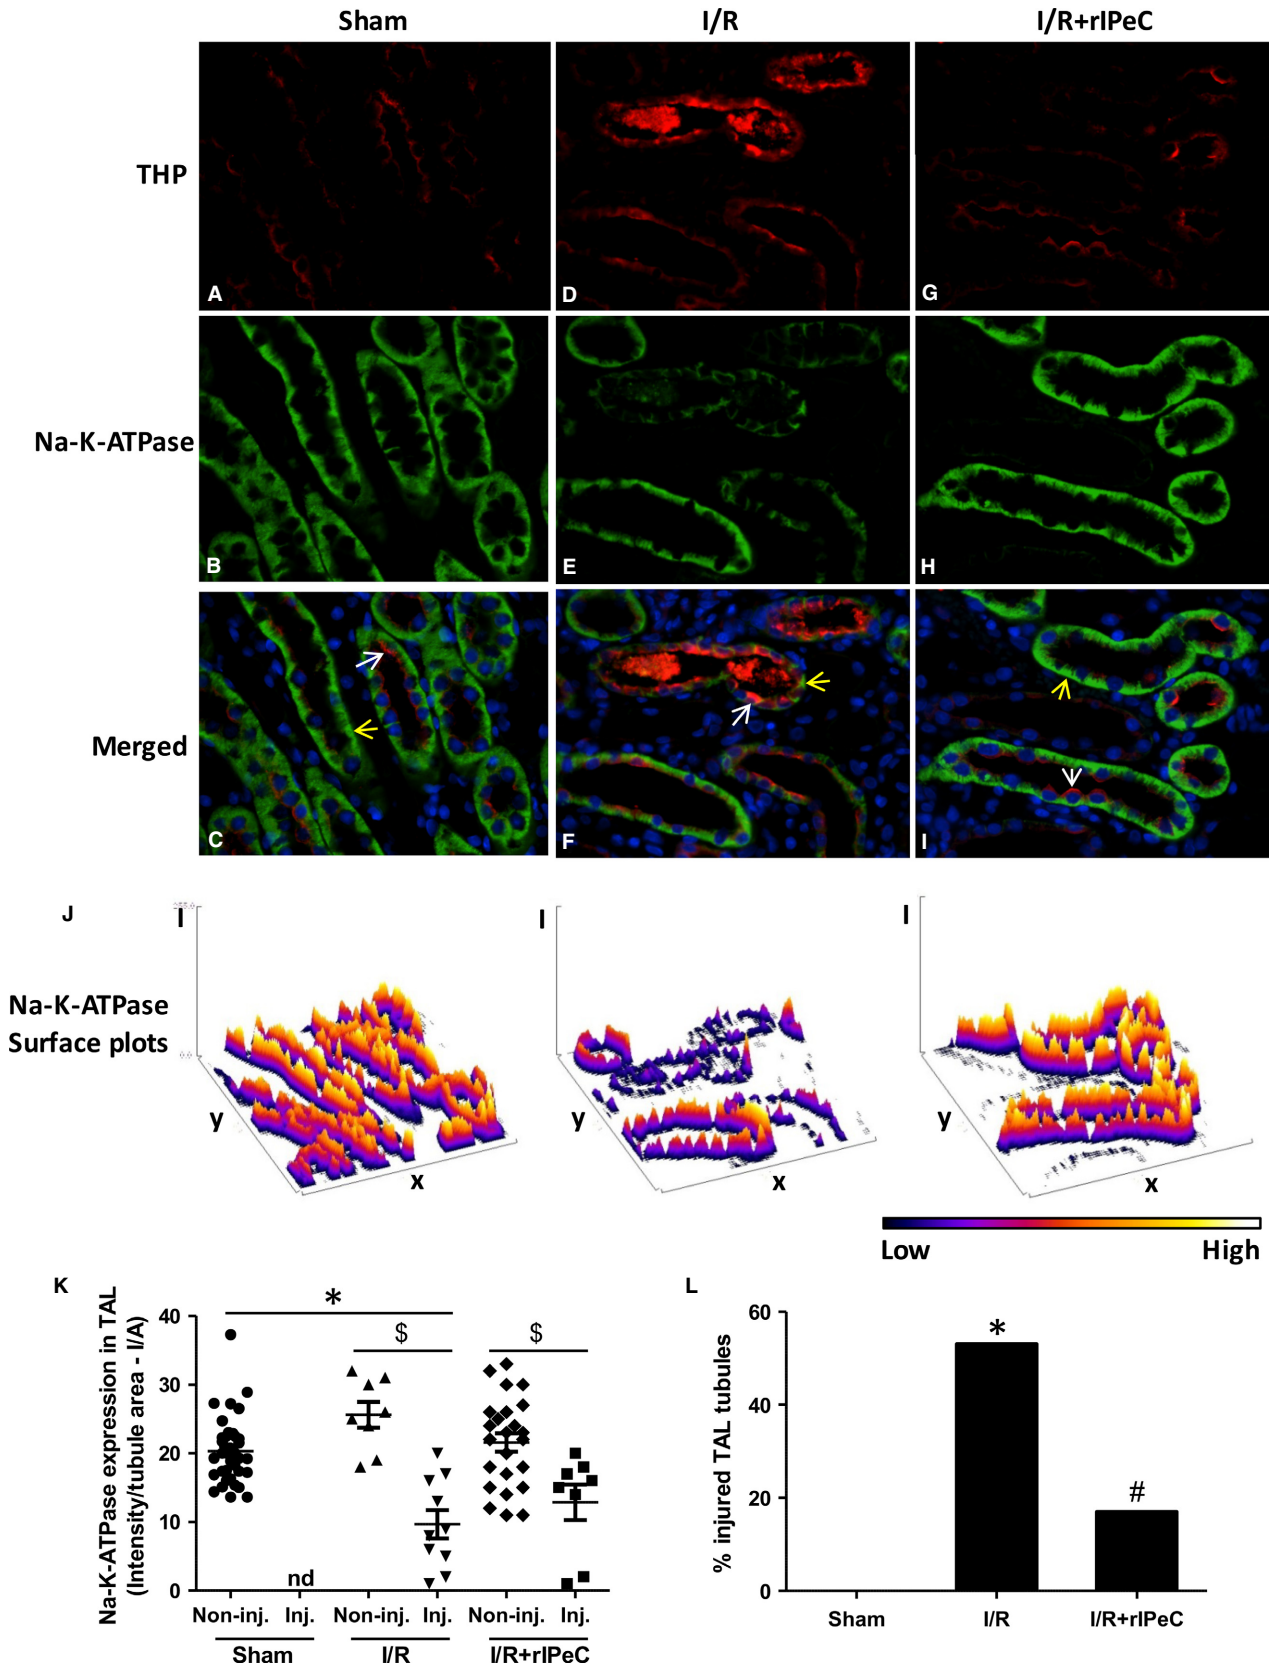 Sham I/R I/R+rIPeC
THP
A D G
Na-K-ATPase
B E H
Merged
C F I
J I I I
Na-K-ATPase
Surface plots
y y y
x x x
Low High
K L
Na-K-ATPase expression in TAL
(Intensity/tubule area - I/A)
40
30
20
10
0
* $ $
nd
Non-inj. Inj. Non-inj. Inj. Non-inj. Inj.
Sham I/R I/R+rIPeC
% injured TAL tubules
60
40
20
0
*
#
Sham I/R I/R+rIPeC